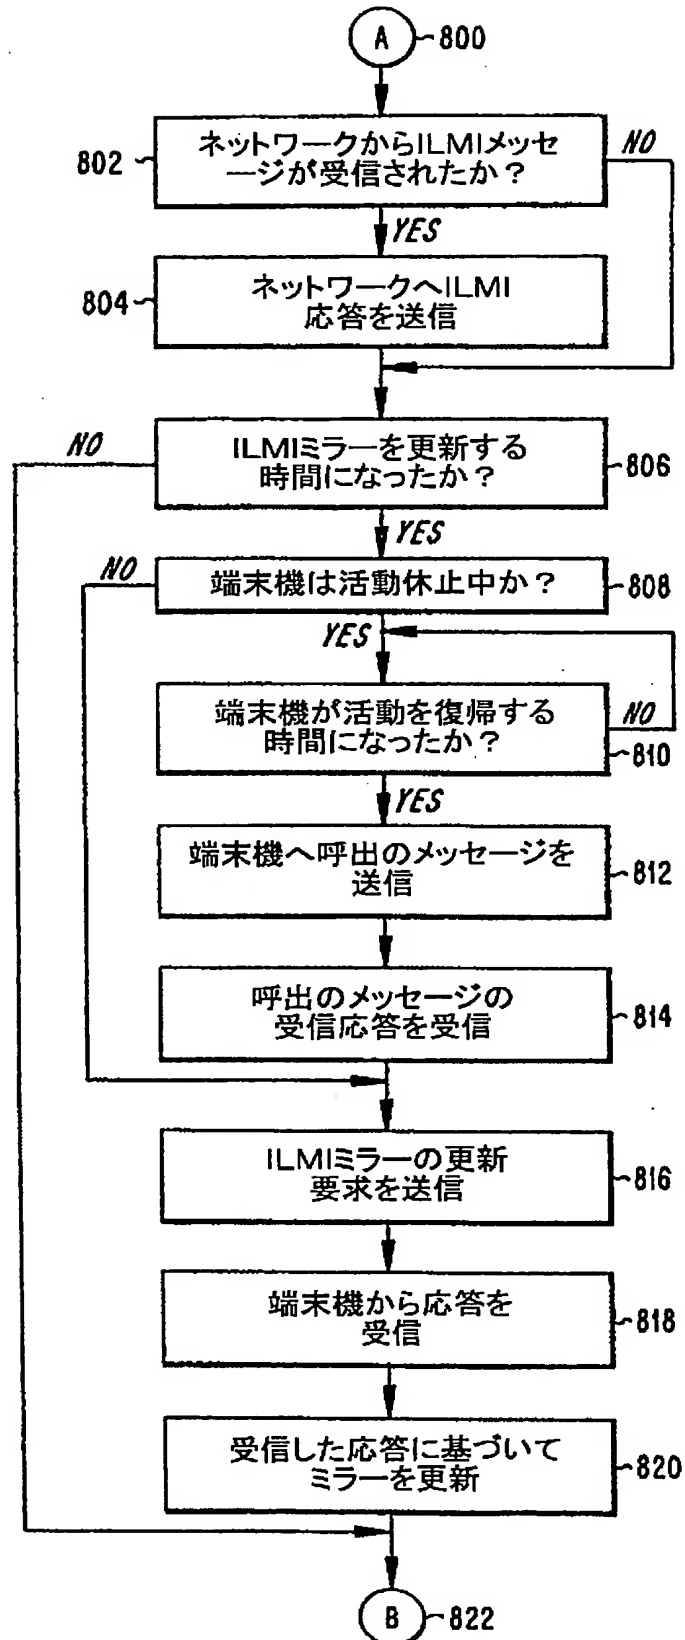 A 800
802 ネットワークからILMIメッセ NO
ージが受信されたか？
YES
804 ネットワークへILMI
応答を送信
NO ILMIミラーを更新する 806
時間になったか？
YES
NO 端末機は活動休止中か？ 808
YES
端末機が活動を復帰する NO
時間になったか？ 810
YES
端末機へ呼出のメッセージを 812
送信
呼出のメッセージの 814
受信応答を受信
ILMIミラーの更新 816
要求を送信
端末機から応答を 818
受信
受信した応答に基づいて 820
ミラーを更新
B 822